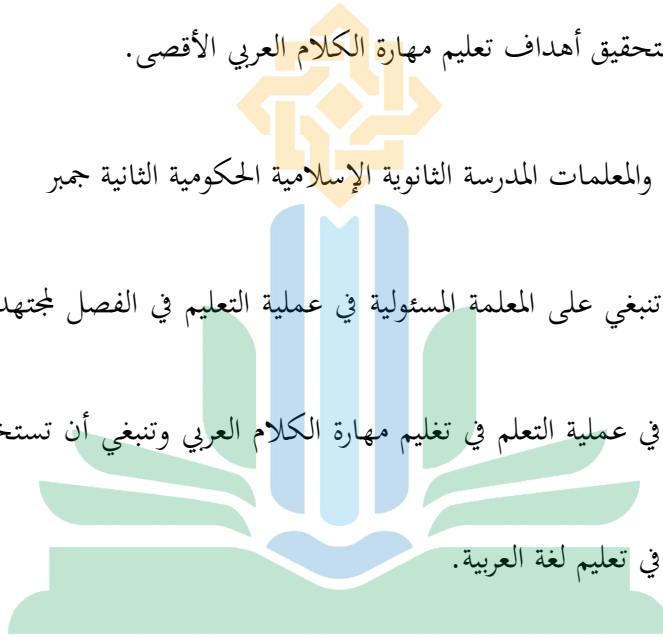 تحقيق أهداف تعليم مهارة الكلام العربي الأقصى.
والمعلمات المدرسة الثانوية الإسلامية الحكومية الثانية جمبر
تنبغي على المعلمة المسئولية في عملية التعليم في الفصل لمجتهد
في عملية التعلم في تغليم مهارة الكلام العربي وتنبغي أن تستخ
في تعليم لغة العربية.